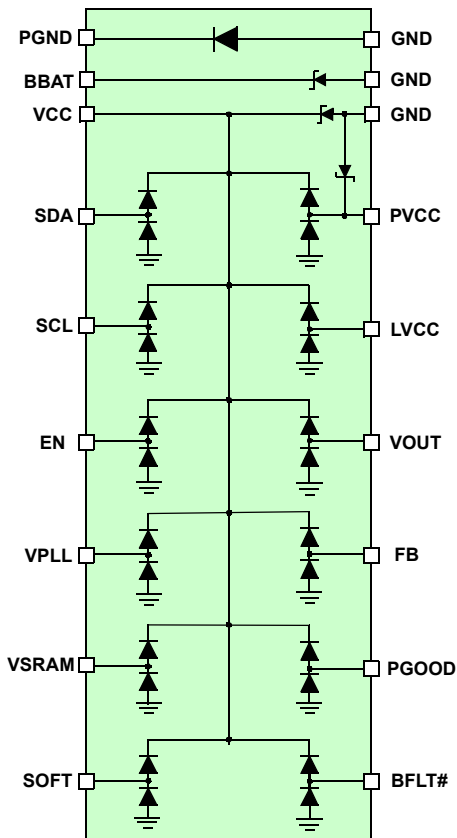 PGND GND
BBAT GND
VCC GND
SDA PVCC
SCL LVCC
EN VOUT
VPLL FB
VSRAM PGOOD
SOFT BFLT#